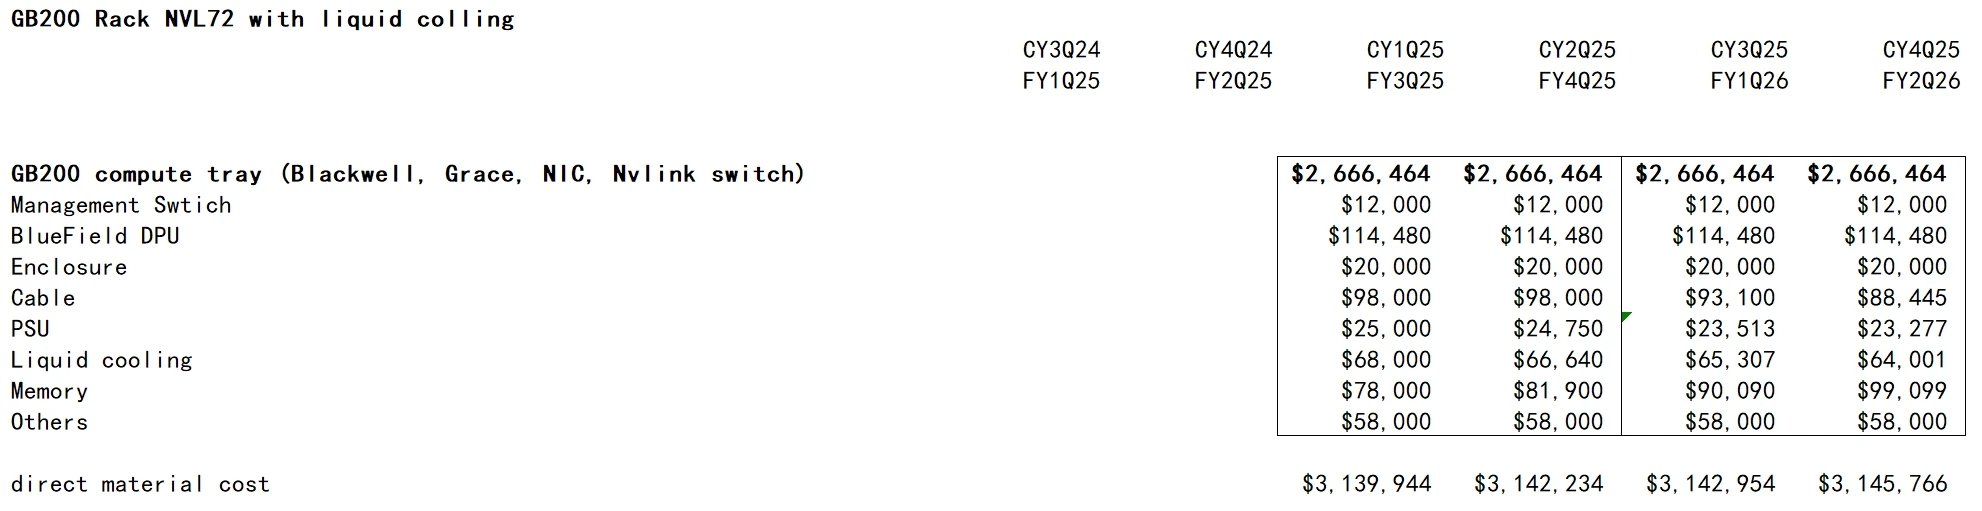 GB200 Rack NVL72 with liquid colling
CY3Q24 CY4Q24 CY1Q25 CY2Q25 CY3Q25 CY4Q25
FY1Q25 FY2Q25 FY3Q25 FY4Q25 FY1Q26 FY2Q26
GB200 compute tray (Blackwell, Grace, NIC, Nvlink switch) $2,666,464 $2,666,464 $2,666,464 $2,666,464
Management Swtich $12,000 $12,000 $12,000 $12,000
BlueField DPU $114,480 $114,480 $114,480 $114,480
Enclosure $20,000 $20,000 $20,000 $20,000
Cable $98,000 $98,000 $93,100 $88,445
PSU $25,000 $24,750 $23,513 $23,277
Liquid cooling $68,000 $66,640 $65,307 $64,001
Memory $78,000 $81,900 $90,090 $99,099
Others $58,000 $58,000 $58,000 $58,000
direct material cost $3,139,944 $3,142,234 $3,142,954 $3,145,766